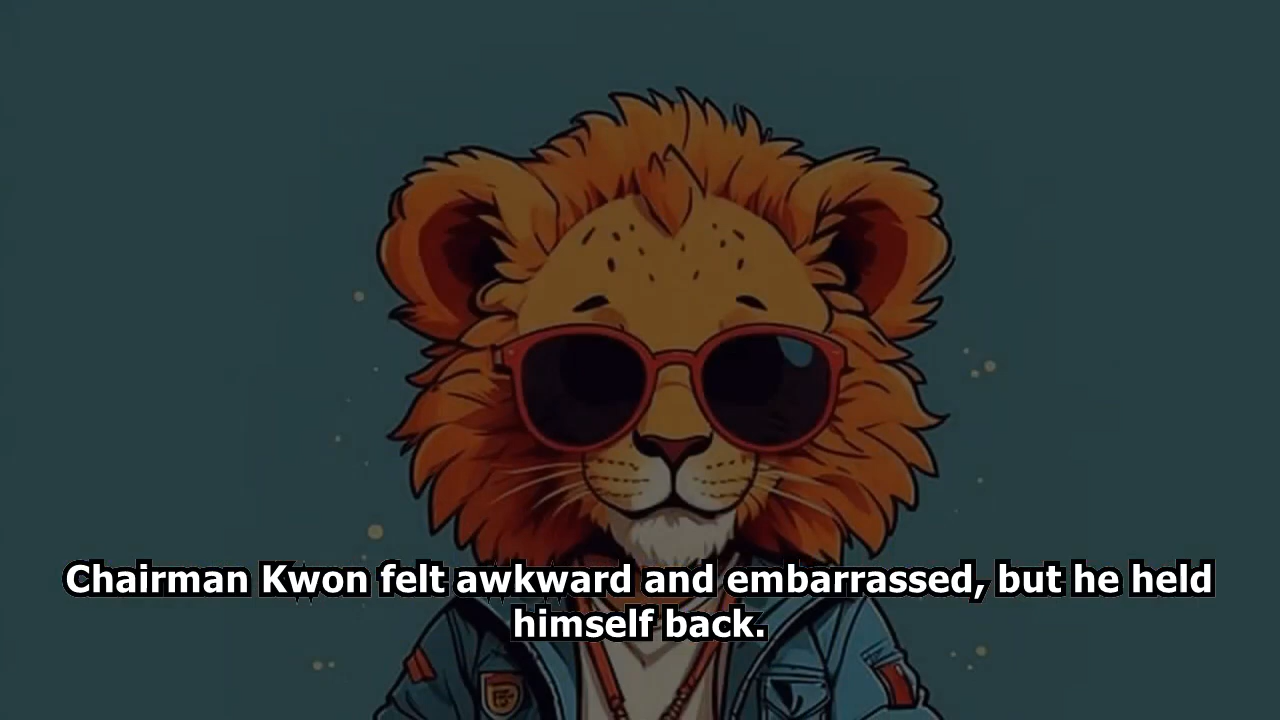 Chairman Kwon felt awkward and embarrassed, but he held
himself back.